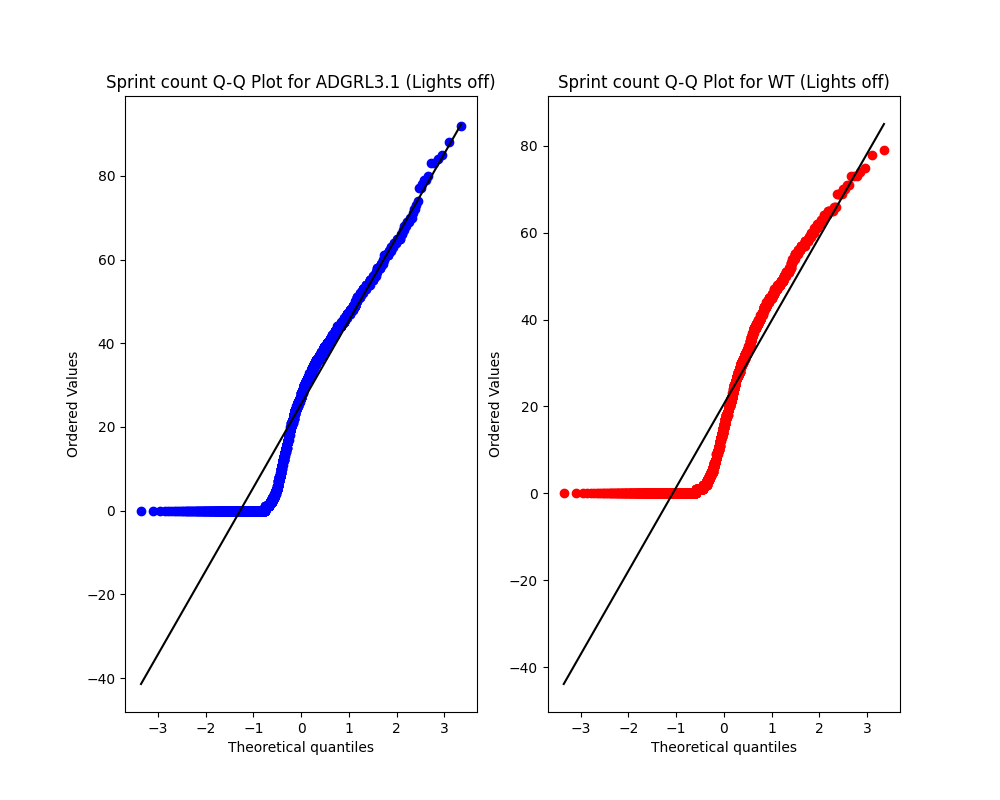 Sprint count Q-Q Plot for ADGRL3.1 (Lights off)
Ordered Values
80
60
40
20
0
−20
−40
−3 −2 −1 0 1 2 3
Theoretical quantiles
Sprint count Q-Q Plot for WT (Lights off)
Ordered Values
80
60
40
20
0
−20
−40
−3 −2 −1 0 1 2 3
Theoretical quantiles